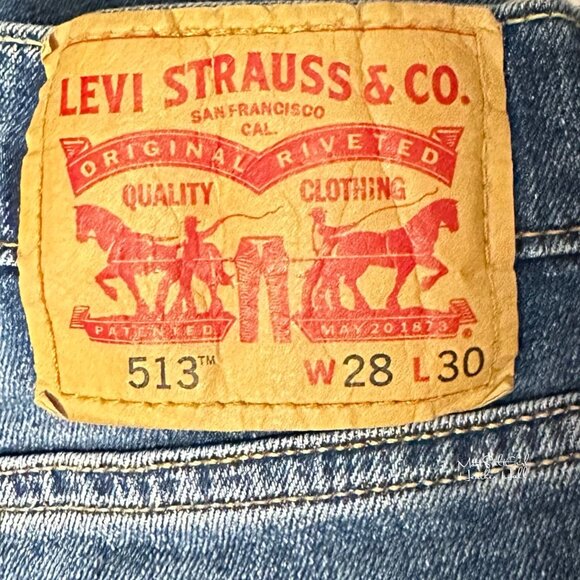 LEVI STRAUSS & CO.
SAN FRANCISCO
CAL.
ORIGINAL RIVETED
QUALITY CLOTHING
PATENTED MAY 20 1873 ®
513™ W 28 L 30